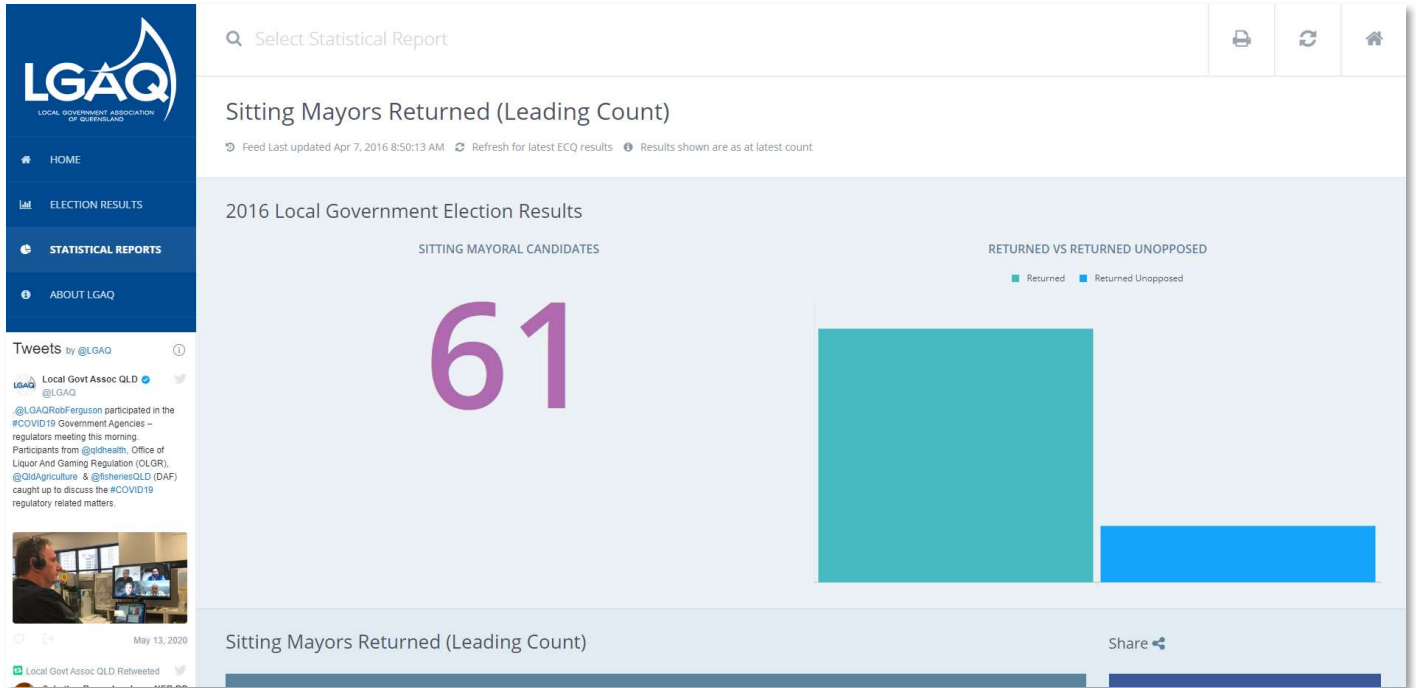 LGAQ
LOCAL GOVERNMENT ASSOCIATION
OF QUEENSLAND
HOME
ELECTION RESULTS
STATISTICAL REPORTS
ABOUT LGAQ
Tweets by @LGAQ
Local Govt Assoc QLD
@LGAQ
.@LGAQRobFerguson participated in the
#COVID19 Government Agencies –
regulators meeting this morning.
Participants from @qldhealth, Office of
Liquor And Gaming Regulation (OLGR),
@QldAgriculture & @fisheriesQLD (DAF)
caught up to discuss the #COVID19
regulatory related matters.
May 13, 2020
Local Govt Assoc QLD Retweeted
Select Statistical Report
Sitting Mayors Returned (Leading Count)
Feed Last updated Apr 7, 2016 8:50:13 AM Refresh for latest ECQ results Results shown are as at latest count
2016 Local Government Election Results
SITTING MAYORAL CANDIDATES
61
RETURNED VS RETURNED UNOPPOSED
Returned Returned Unopposed
Sitting Mayors Returned (Leading Count)
Share